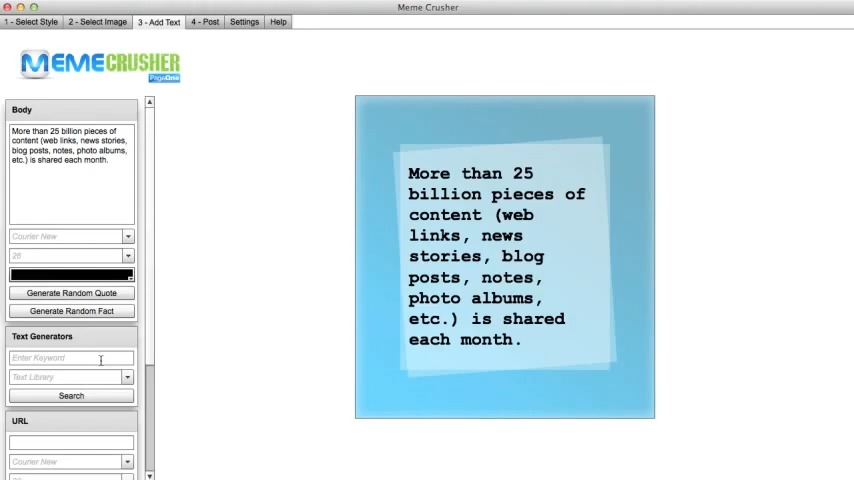 Meme Crusher
1 - Select Style 2 - Select Image 3 - Add Text 4 - Post Settings Help
MEMECRUSHER
PageOne
Body
More than 25 billion pieces of
content (web links, news stories,
blog posts, notes, photo albums,
etc.) is shared each month.
Courier New
26
Generate Random Quote
Generate Random Fact
Text Generators
Enter Keyword
Text Library
Search
URL
Courier New
More than 25
billion pieces of
content (web
links, news
stories, blog
posts, notes,
photo albums,
etc.) is shared
each month.